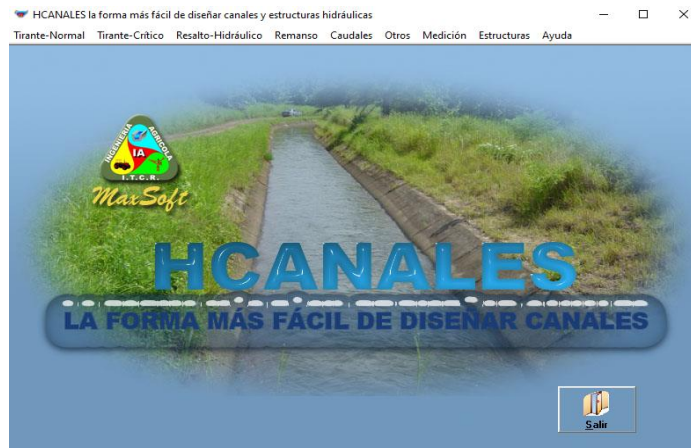 HCANALES la forma más fácil de diseñar canales y estructuras hidráulicas
Tirante-Normal Tirante-Crítico Resalto-Hidráulico Remanso Caudales Otros Medición Estructuras Ayuda
INGENIERIA AGRICOLA
IA
I.T.C.R.
MaxSoft
HCANALES
LA FORMA MÁS FÁCIL DE DISEÑAR CANALES
Salir